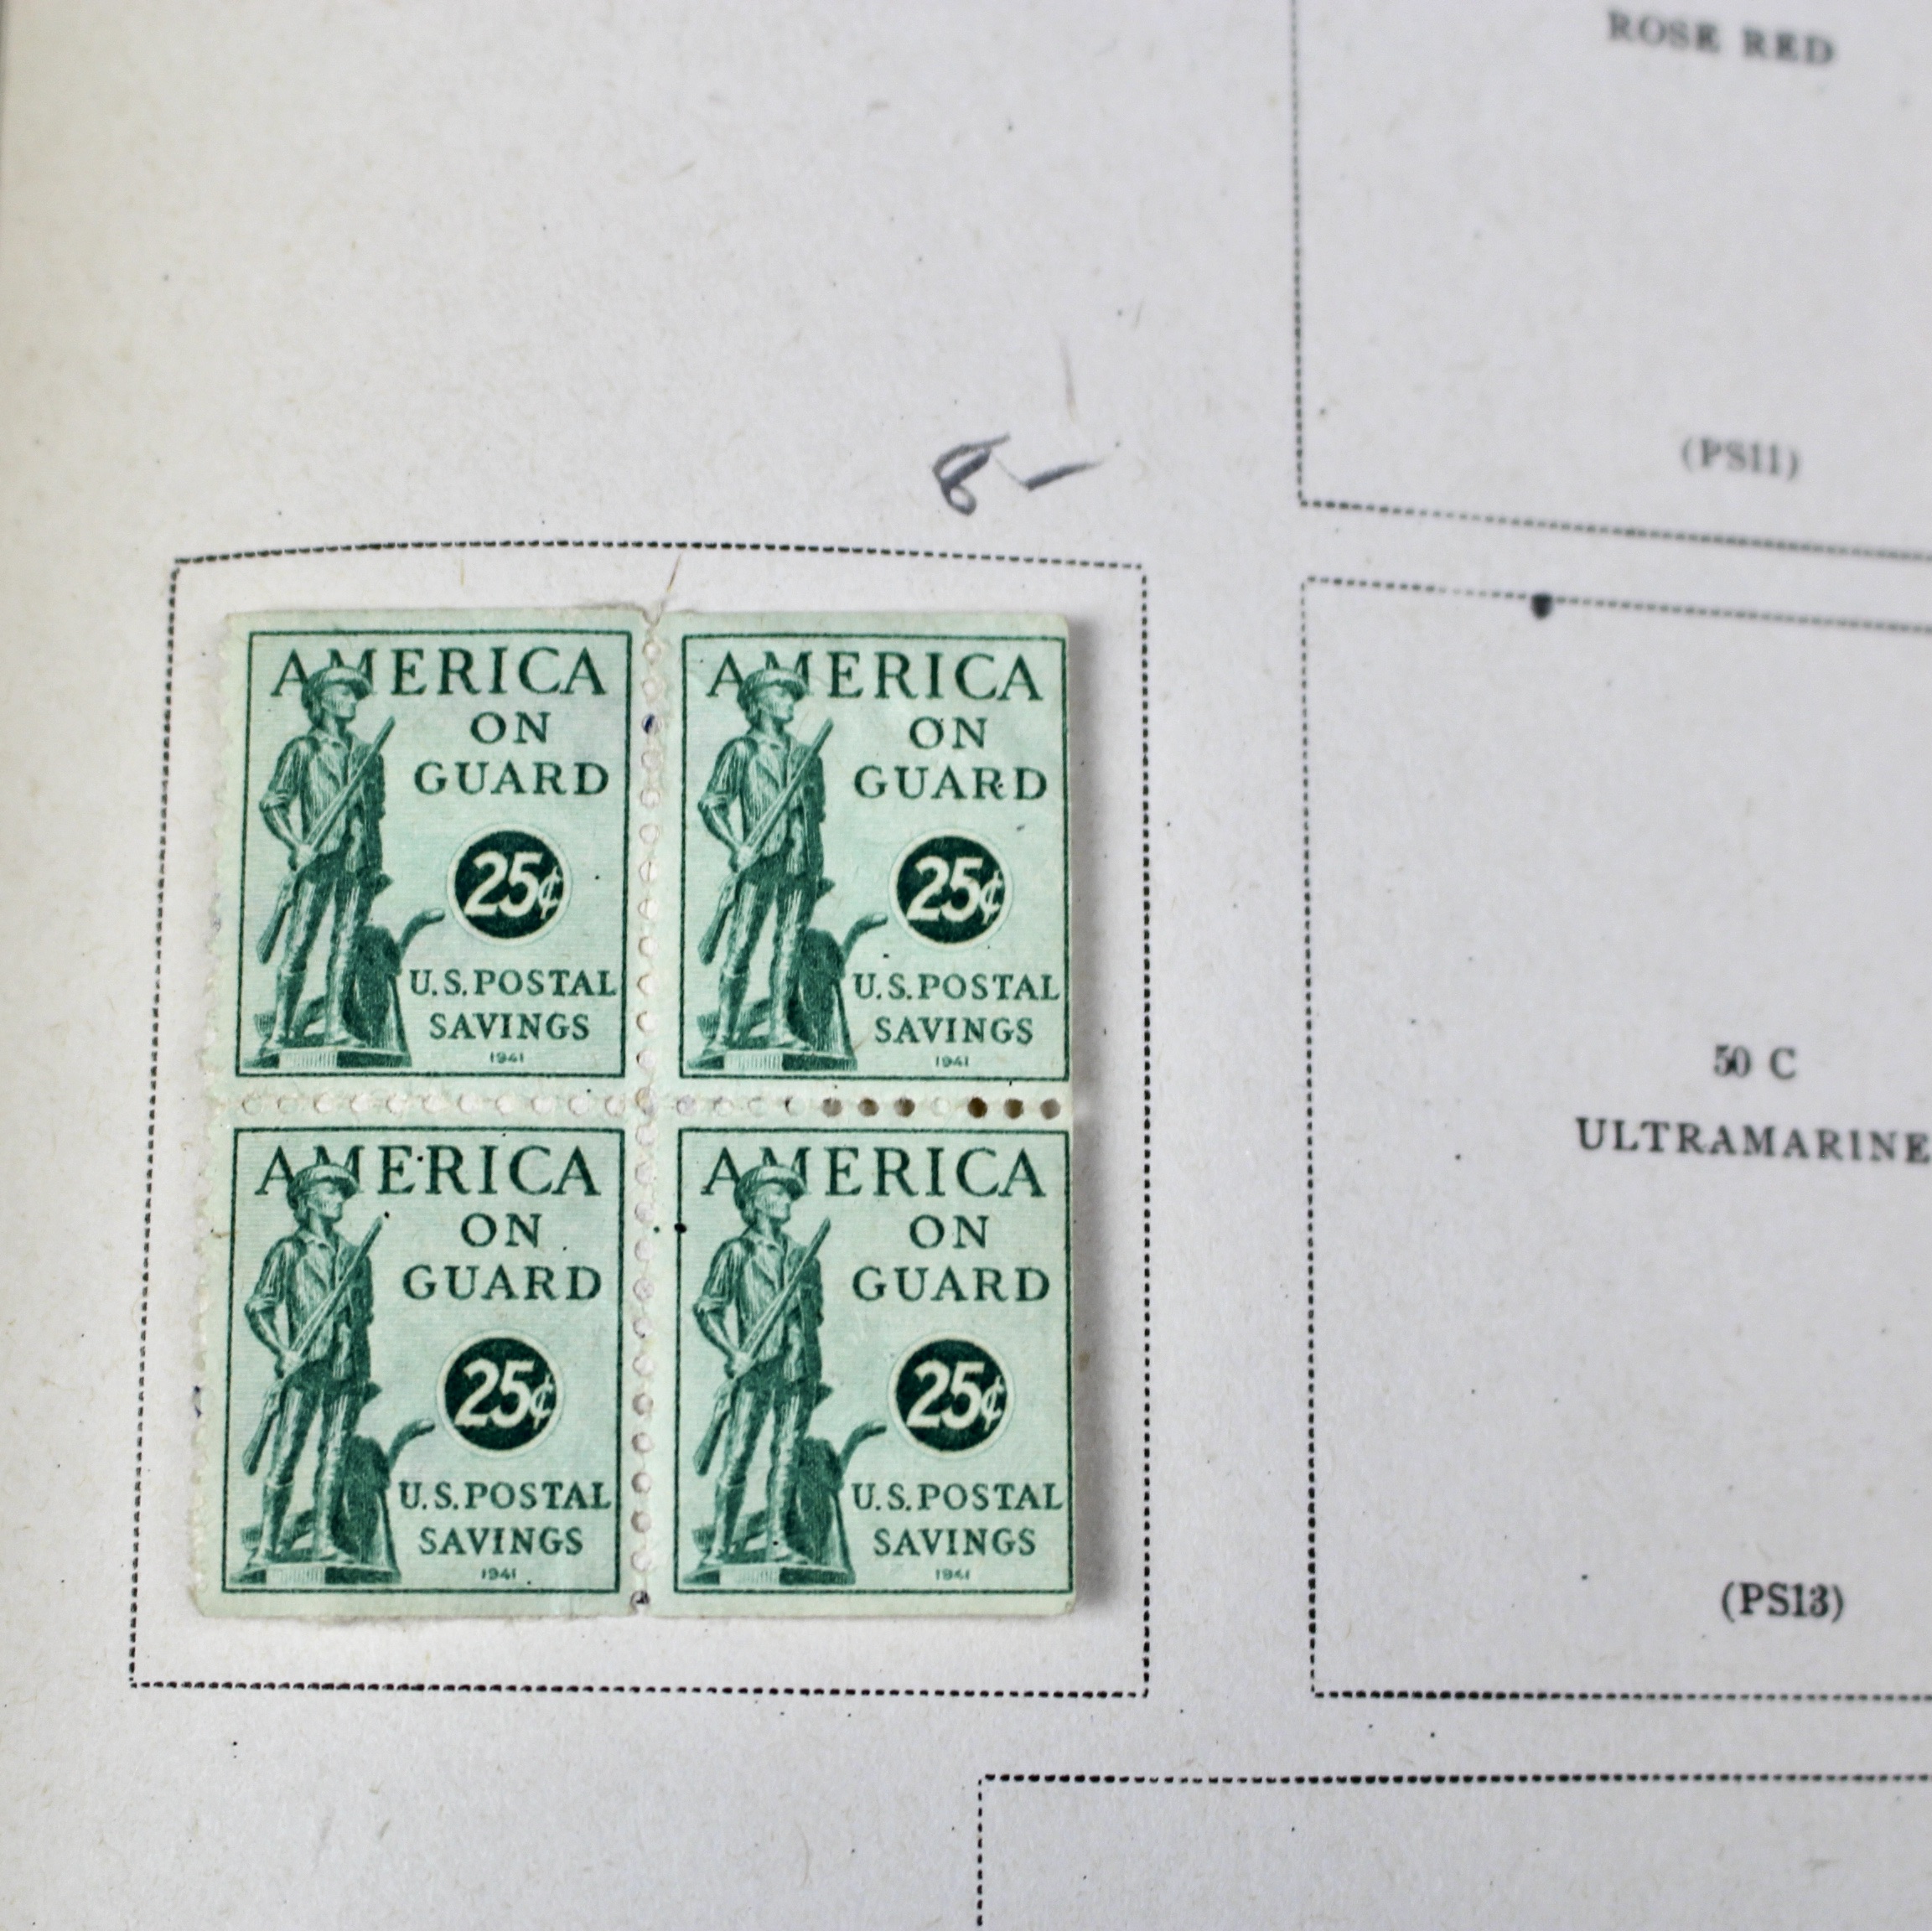 ROSE RED
(PS11)
8-
AMERICA
ON
GUARD
25¢
U.S. POSTAL
SAVINGS
1941
AMERICA
ON
GUARD
25¢
U.S. POSTAL
SAVINGS
1941
AMERICA
ON
GUARD
25¢
U.S. POSTAL
SAVINGS
1941
AMERICA
ON
GUARD
25¢
U.S. POSTAL
SAVINGS
1941
50 C
ULTRAMARINE
(PS13)